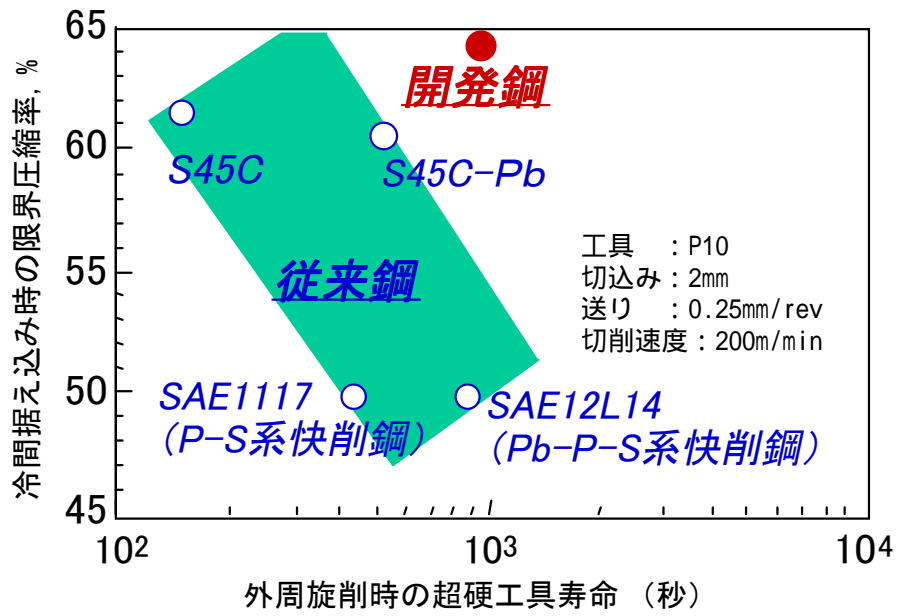 冷間据え込み時の限界圧縮率, %
65
60
55
50
45
開発鋼
S45C
S45C-Pb
従来鋼
工具　：P10
切込み：2mm
送り　：0.25mm/rev
切削速度：200m/min
SAE1117
（P-S系快削鋼）
SAE12L14
（Pb-P-S系快削鋼）
10²
10³
10⁴
外周旋削時の超硬工具寿命 （秒）